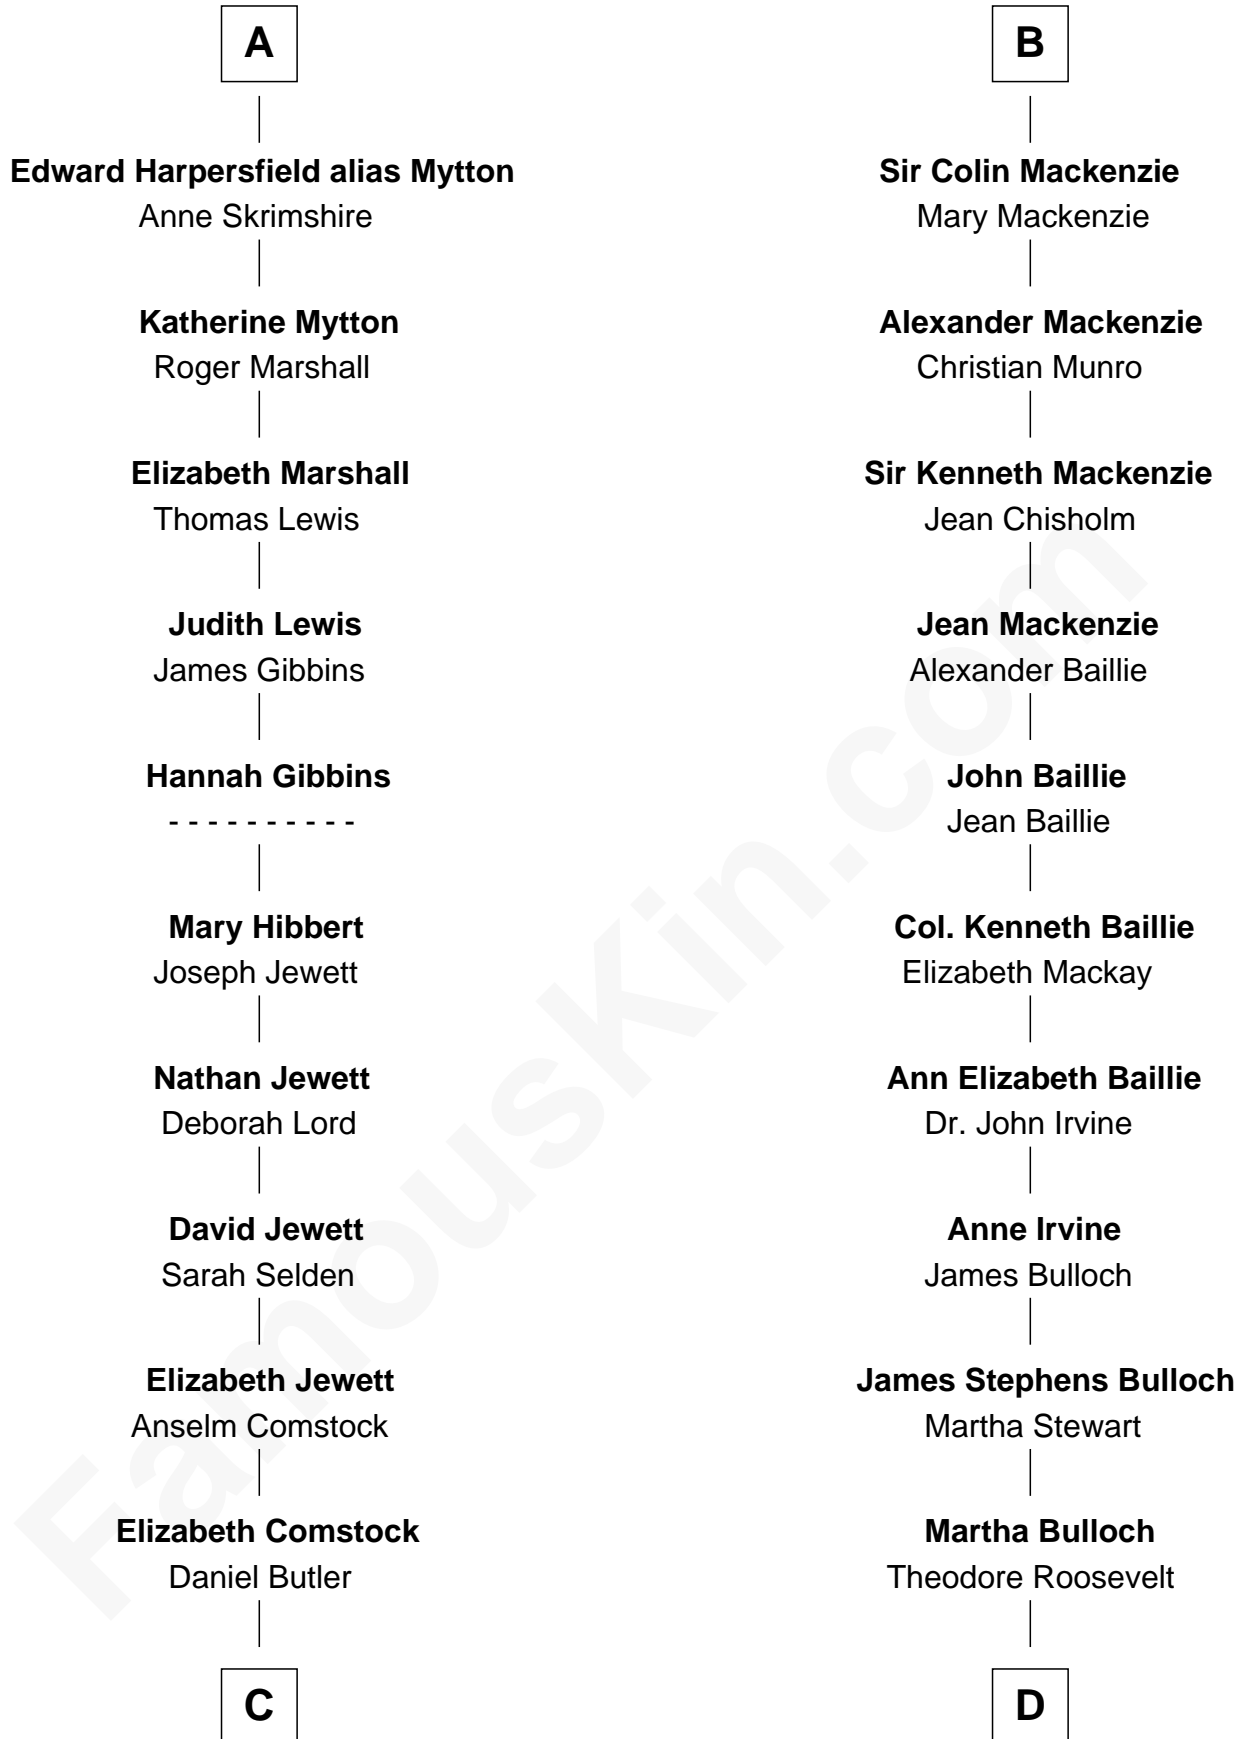 A
Edward Harpersfield alias Mytton
Anne Skrimshire
Katherine Mytton
Roger Marshall
Elizabeth Marshall
Thomas Lewis
Judith Lewis
James Gibbins
Hannah Gibbins
- - - - - - - - - -
Mary Hibbert
Joseph Jewett
Nathan Jewett
Deborah Lord
David Jewett
Sarah Selden
Elizabeth Jewett
Anselm Comstock
Elizabeth Comstock
Daniel Butler
C
B
Sir Colin Mackenzie
Mary Mackenzie
Alexander Mackenzie
Christian Munro
Sir Kenneth Mackenzie
Jean Chisholm
Jean Mackenzie
Alexander Baillie
John Baillie
Jean Baillie
Col. Kenneth Baillie
Elizabeth Mackay
Ann Elizabeth Baillie
Dr. John Irvine
Anne Irvine
James Bulloch
James Stephens Bulloch
Martha Stewart
Martha Bulloch
Theodore Roosevelt
D
FamousKin.com